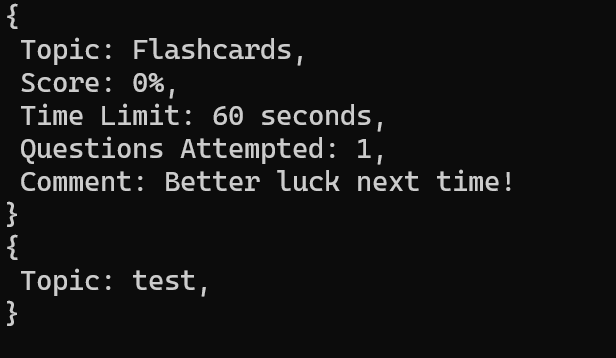 {
Topic: Flashcards,
Score: 0%,
Time Limit: 60 seconds,
Questions Attempted: 1,
Comment: Better luck next time!
}
{
Topic: test,
}